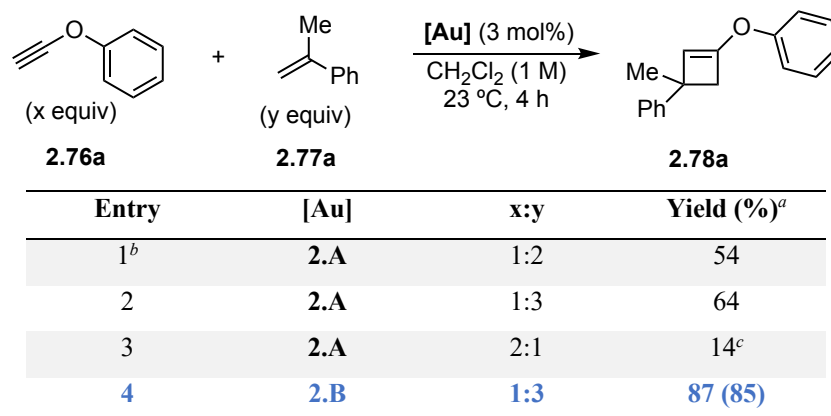 O
+
Me
Ph
[Au] (3 mol%)
CH2Cl2 (1 M)
23 ºC, 4 h
O
Me
Ph
(x equiv)
(y equiv)
2.76a
2.77a
2.78a
Entry [Au] x:y Yield (%)a
1b 2.A 1:2 54
2 2.A 1:3 64
3 2.A 2:1 14c
4 2.B 1:3 87 (85)